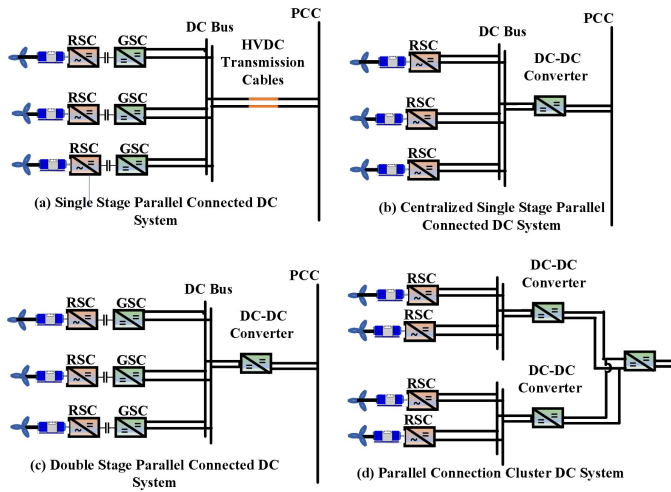 PCC
DC Bus
RSC GSC
HVDC
Transmission
Cables
RSC GSC
RSC GSC
(a) Single Stage Parallel Connected DC
System
PCC
DC Bus
RSC
DC-DC
Converter
RSC
RSC
(b) Centralized Single Stage Parallel
Connected DC System
PCC
DC Bus
RSC GSC
DC-DC
Converter
RSC GSC
RSC GSC
(c) Double Stage Parallel Connected DC
System
DC-DC
Converter
RSC
RSC
DC-DC
Converter
RSC
RSC
(d) Parallel Connection Cluster DC System